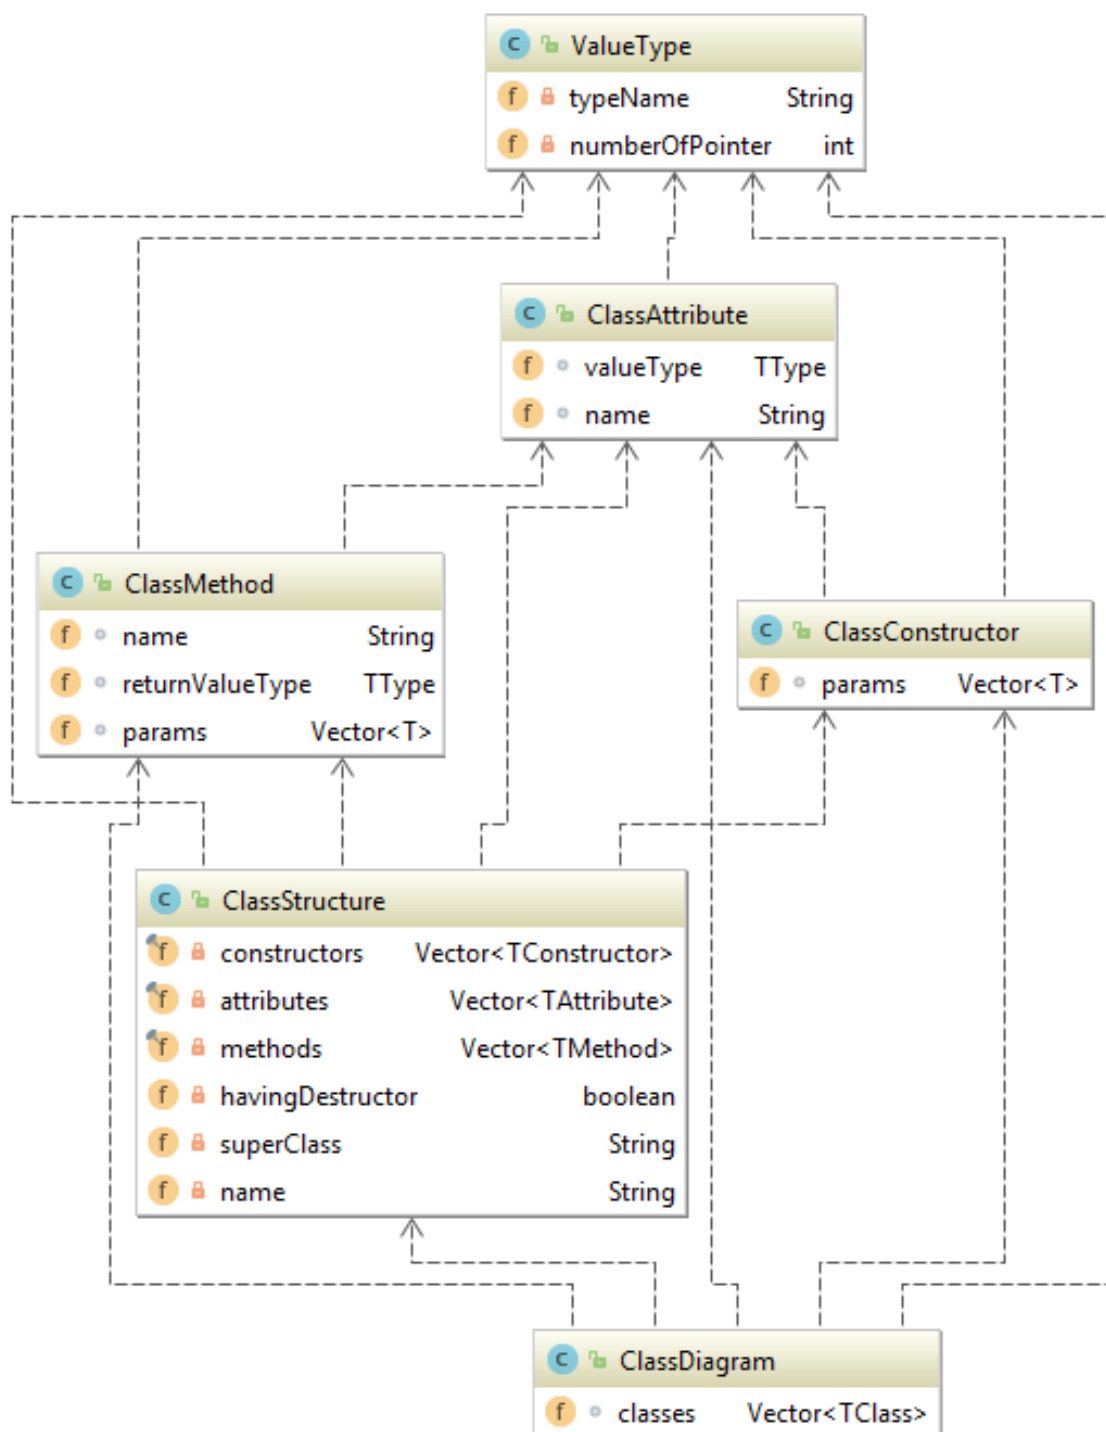 C ValueType
f typeName String
f numberOfPointer int
C ClassAttribute
f valueType TType
f name String
C ClassMethod
f name String
f returnValueType TType
f params Vector<T>
C ClassConstructor
f params Vector<T>
C ClassStructure
f constructors Vector<TConstructor>
f attributes Vector<TAttribute>
f methods Vector<TMethod>
f havingDestructor boolean
f superClass String
f name String
C ClassDiagram
f classes Vector<TClass>